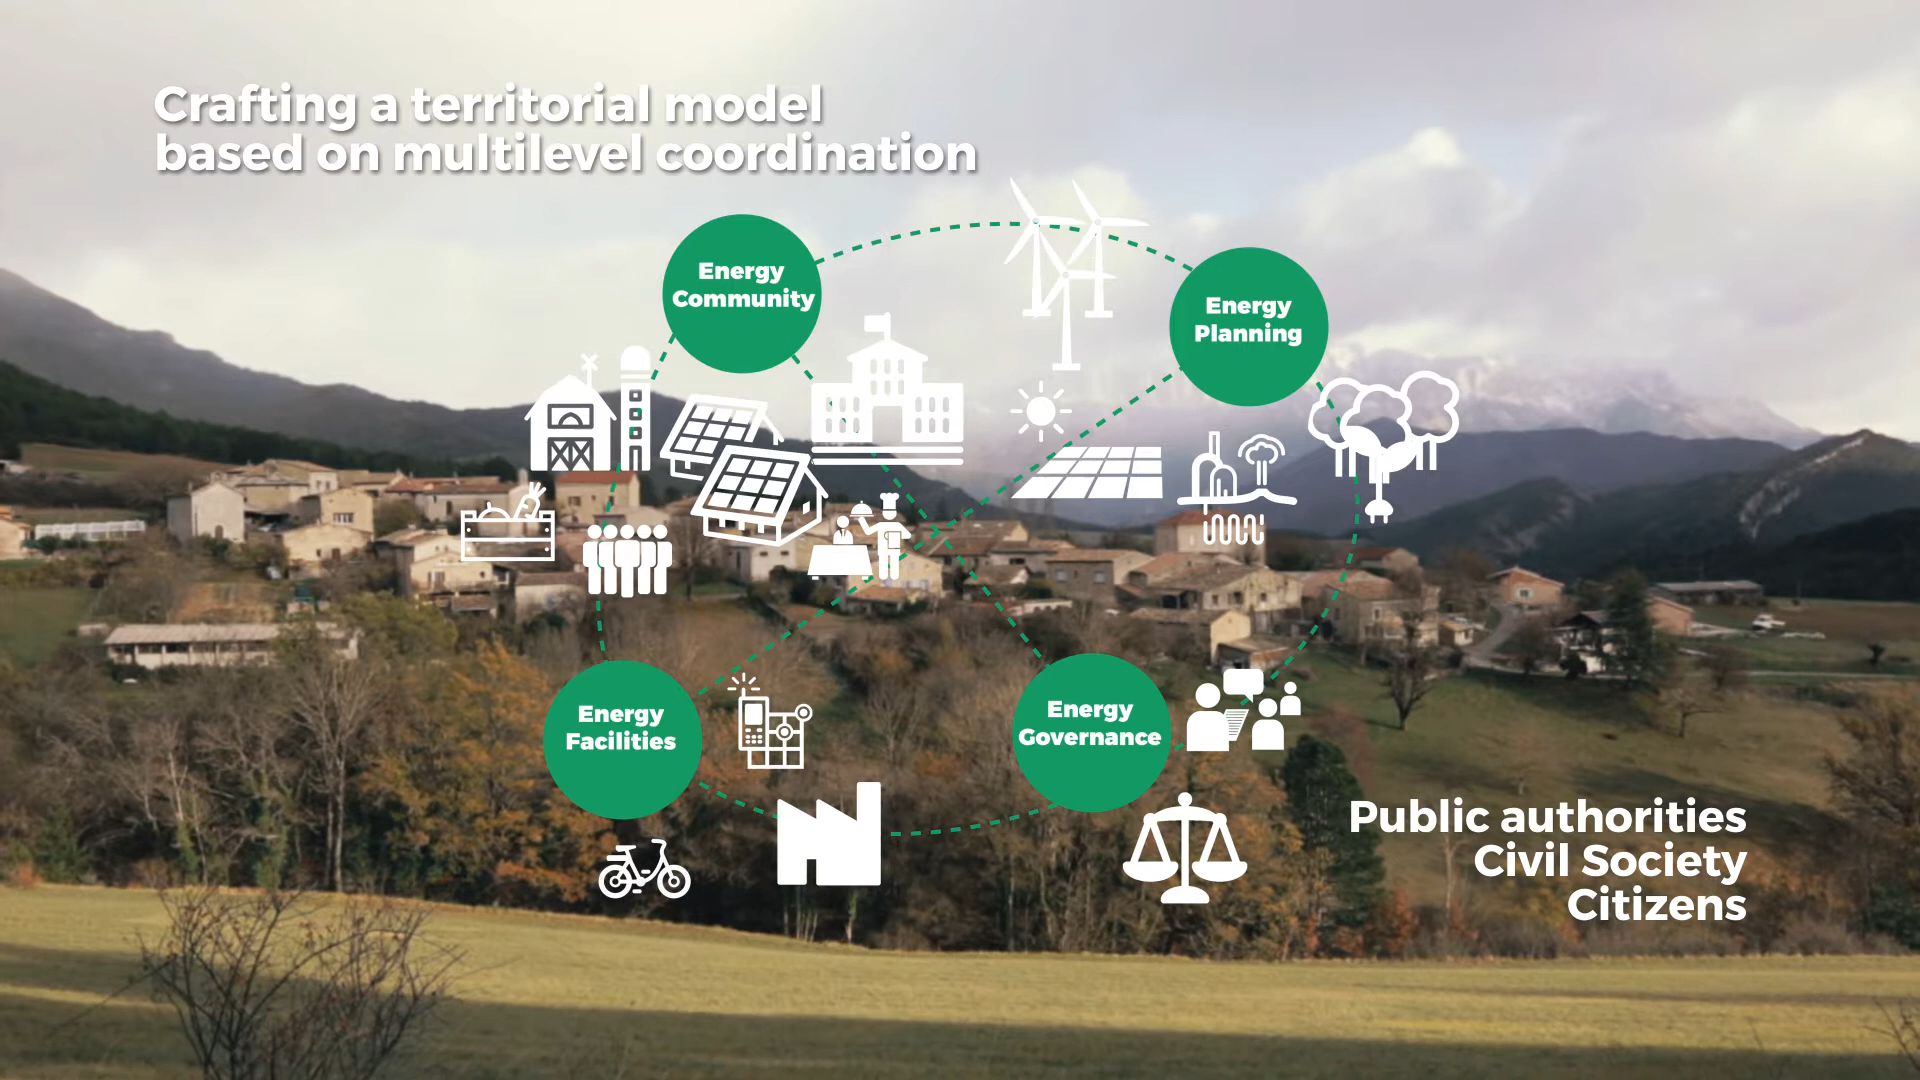 Crafting a territorial model
based on multilevel coordination
Energy
Community
Energy
Planning
Energy
Facilities
Energy
Governance
Public authorities
Civil Society
Citizens